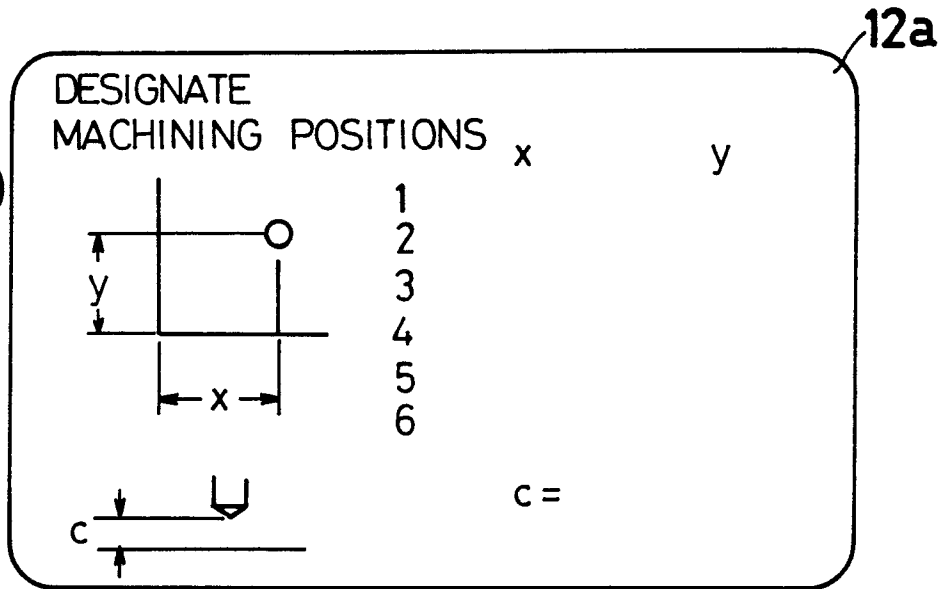 12a
DESIGNATE
MACHINING POSITIONS
x y
1
2
3
4
5
6
y
x
c
c =